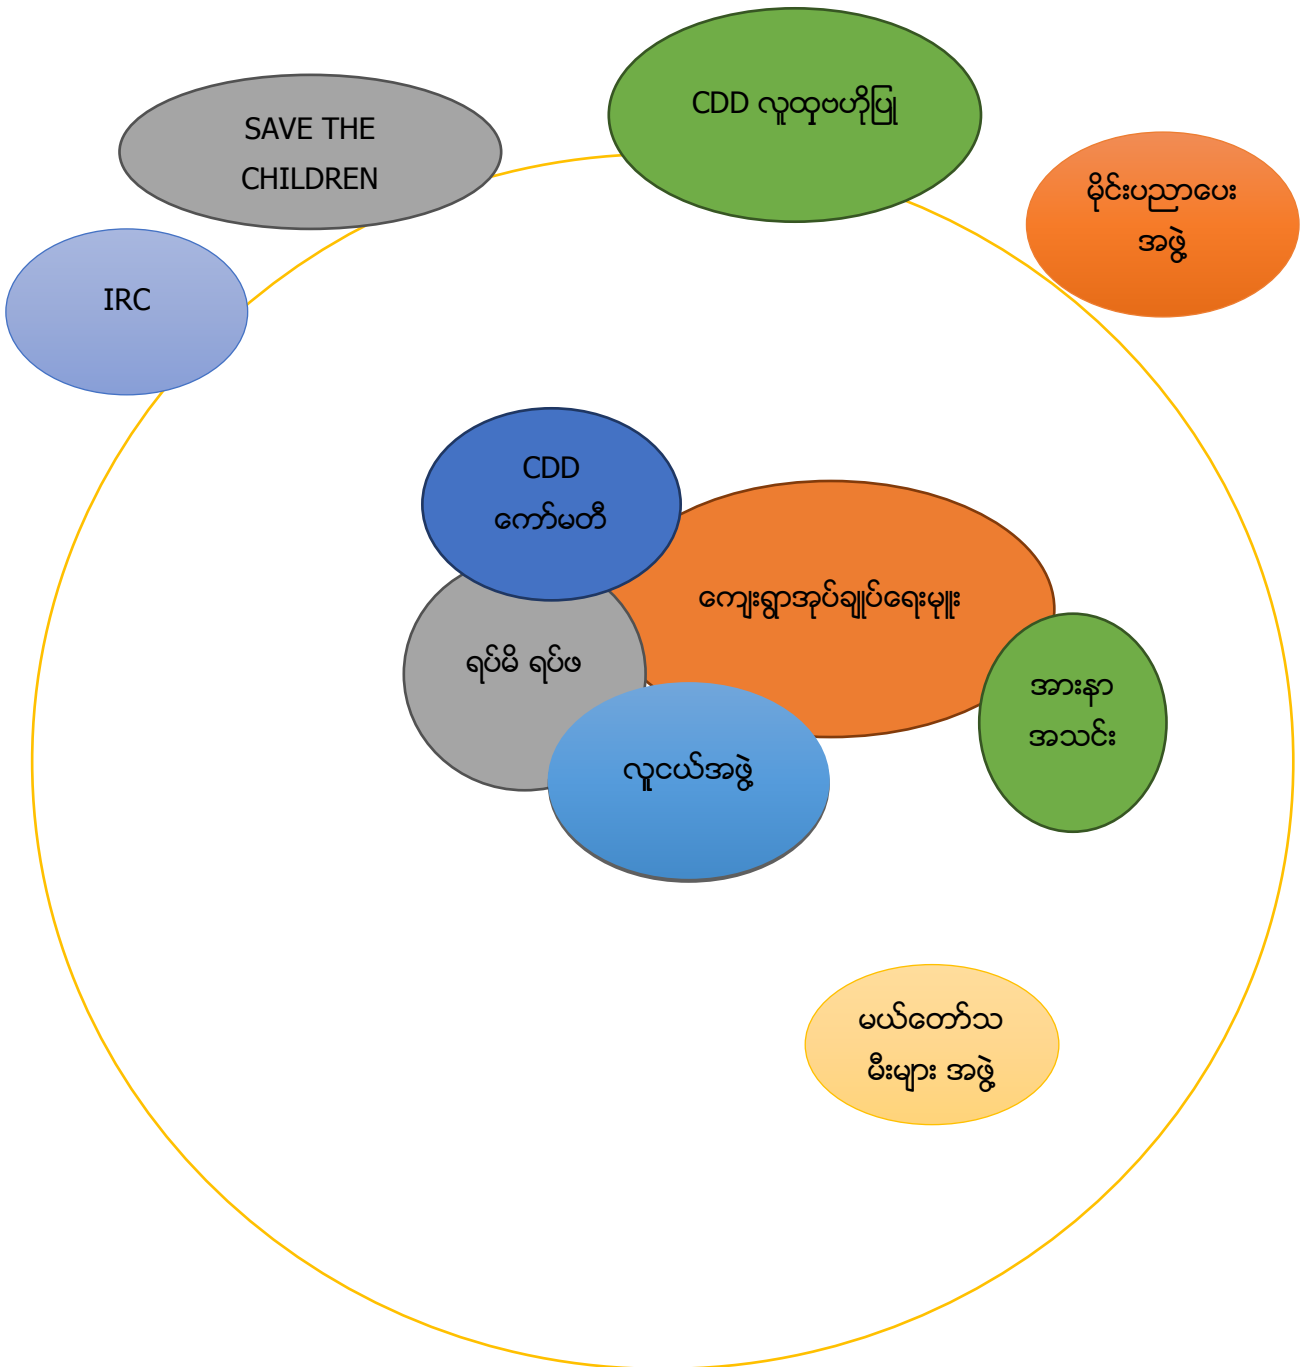 CDD လူထုဗဟိုပြု
SAVE THE
CHILDREN
မိုင်းပညာပေး
အဖွဲ့
IRC
CDD
ကော်မတီ
ကျေးရွာအုပ်ချုပ်ရေးမှူး
ရပ်မိ ရပ်ဖ
အားနာ
အသင်း
လူငယ်အဖွဲ့
မယ်တော်သ
မီးများ အဖွဲ့